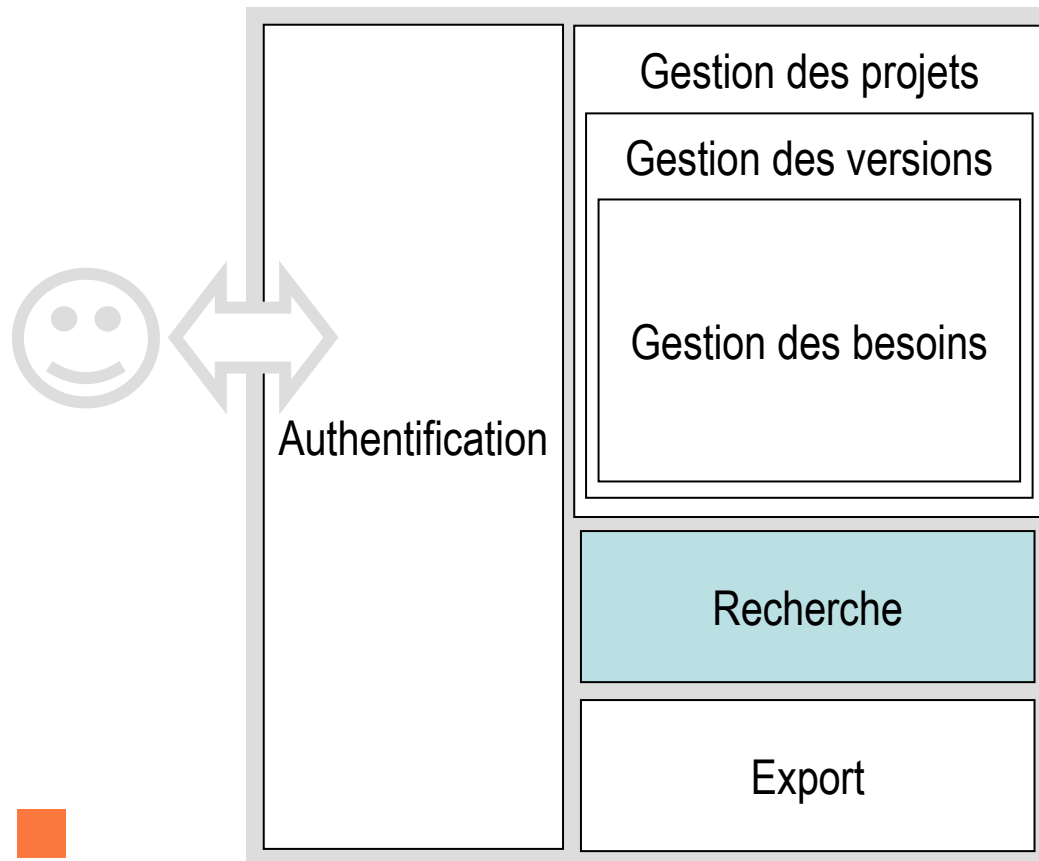 Gestion des projets
Gestion des versions
Gestion des besoins
Authentification
Recherche
Export